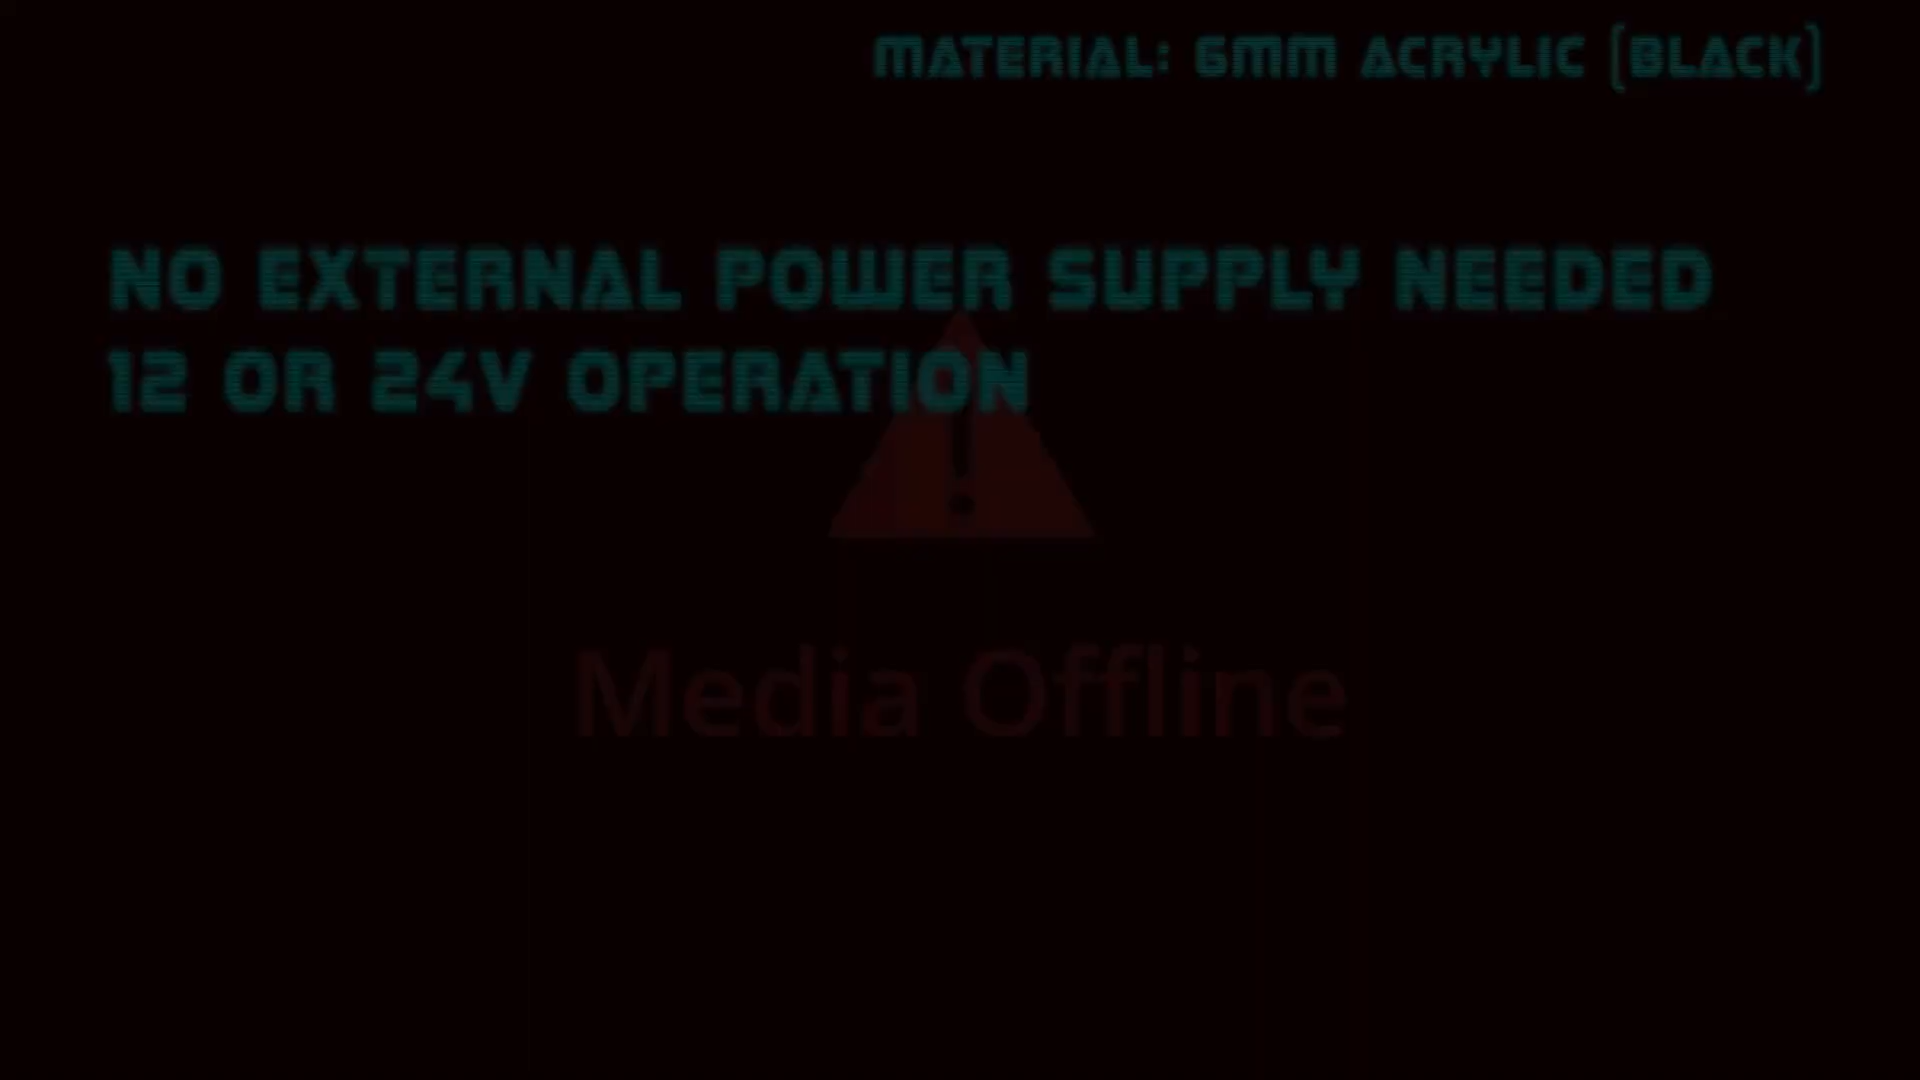 MATERIAL: 6MM ACRYLIC (BLACK)
NO EXTERNAL POWER SUPPLY NEEDED
12 OR 24V OPERATION
!
Media Offline